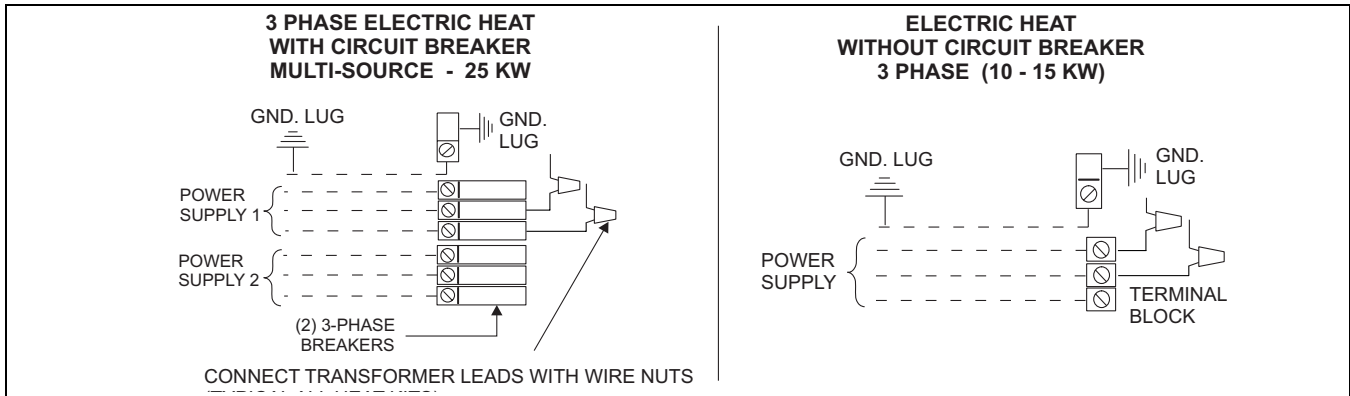 3 PHASE ELECTRIC HEAT
WITH CIRCUIT BREAKER
MULTI-SOURCE - 25 KW
GND. LUG
GND.
LUG
POWER
SUPPLY 1
POWER
SUPPLY 2
(2) 3-PHASE
BREAKERS
CONNECT TRANSFORMER LEADS WITH WIRE NUTS
ELECTRIC HEAT
WITHOUT CIRCUIT BREAKER
3 PHASE (10 - 15 KW)
GND. LUG
GND.
LUG
POWER
SUPPLY
TERMINAL
BLOCK